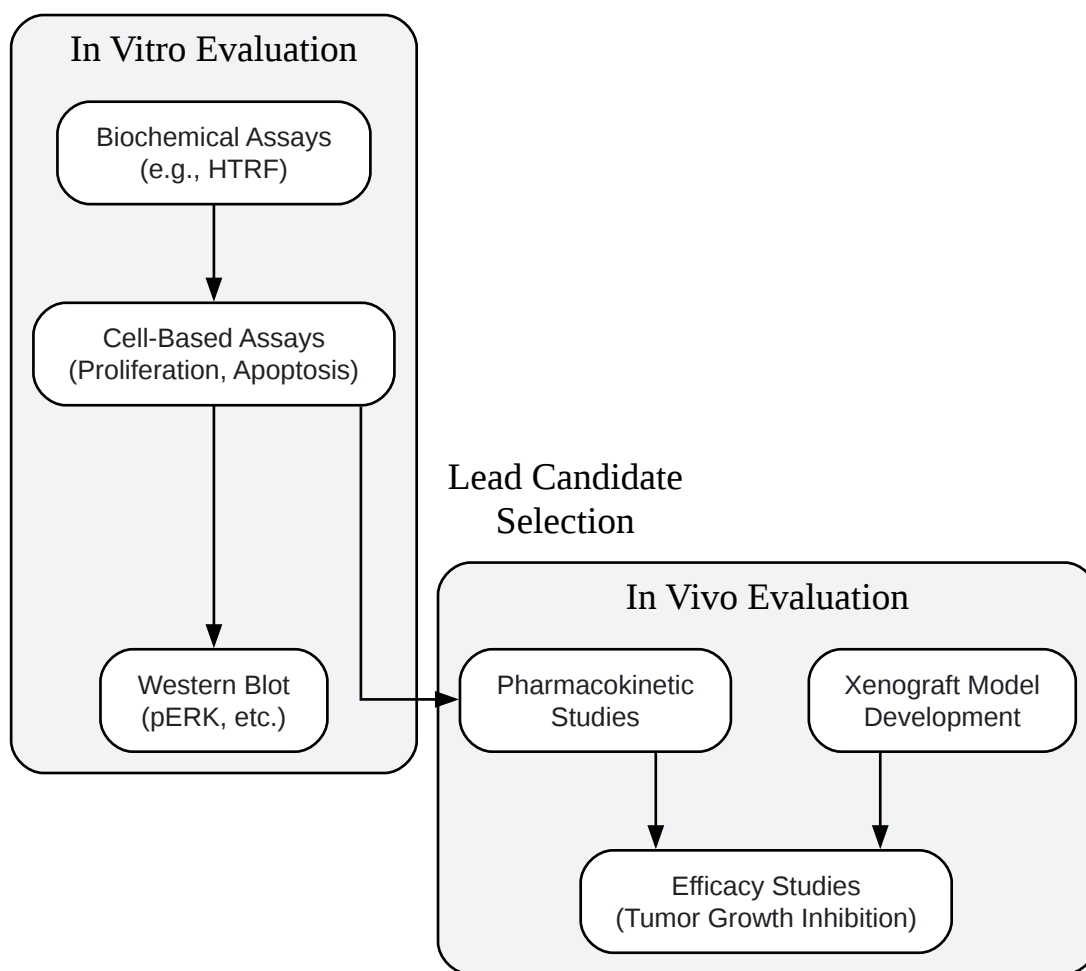 In Vitro Evaluation
Biochemical Assays
(e.g., HTRF)
Cell-Based Assays
(Proliferation, Apoptosis)
Western Blot
(pERK, etc.)
Lead Candidate
Selection
In Vivo Evaluation
Pharmacokinetic
Studies
Xenograft Model
Development
Efficacy Studies
(Tumor Growth Inhibition)